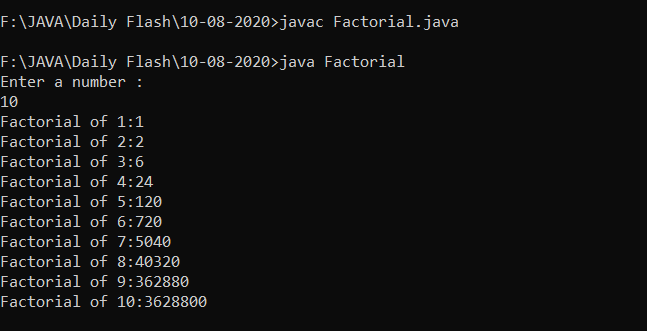 F:\JAVA\Daily Flash\10-08-2020>javac Factorial.java
F:\JAVA\Daily Flash\10-08-2020>java Factorial
Enter a number :
10
Factorial of 1:1
Factorial of 2:2
Factorial of 3:6
Factorial of 4:24
Factorial of 5:120
Factorial of 6:720
Factorial of 7:5040
Factorial of 8:40320
Factorial of 9:362880
Factorial of 10:3628800